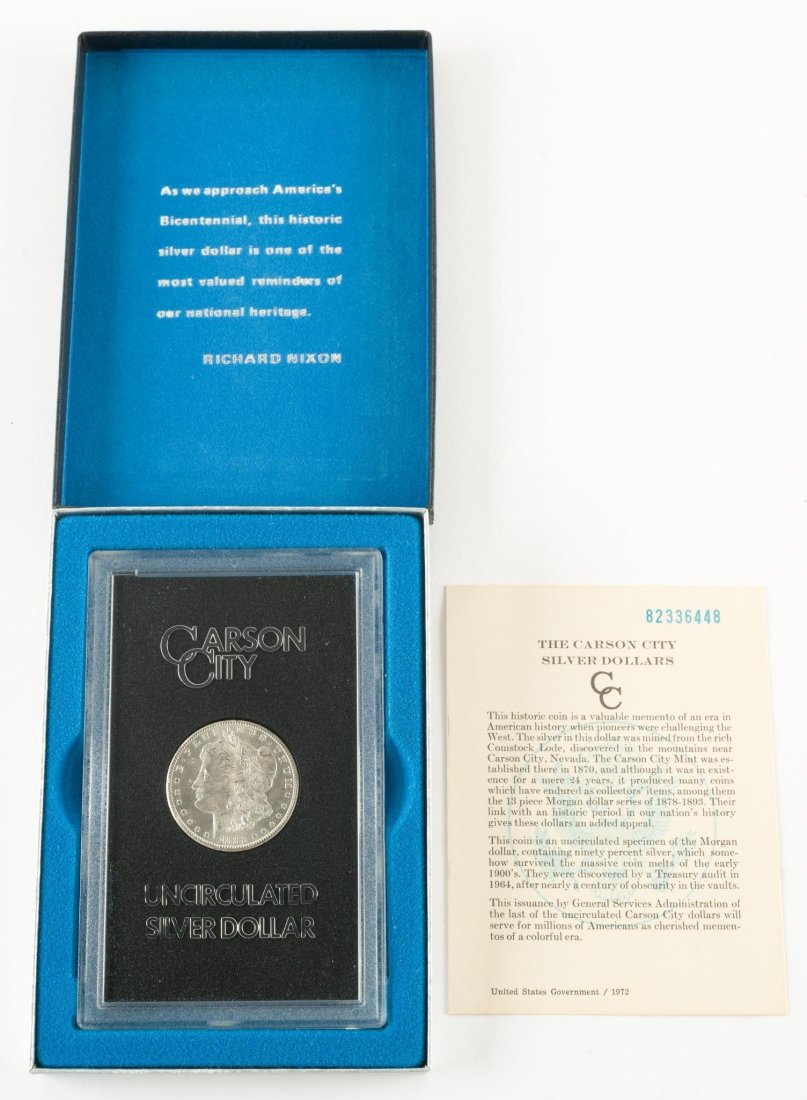 As we approach America's
Bicentennial, this historic
silver dollar is one of the
most valued reminders of
our national heritage.
RICHARD NIXON
CARSON
CITY
UNCIRCULATED
SILVER DOLLAR
82336448
THE CARSON CITY
SILVER DOLLARS
CC
This historic coin is a valuable memento of an era in
American history when pioneers were challenging the
West. The silver in this dollar was mined from the rich
Comstock Lode, discovered in the mountains near
Carson City, Nevada. The Carson City Mint was es-
tablished there in 1870, and although it was in exist-
ence for a mere 24 years, it produced many coins
which have endured as collectors' items, among them
the 13 piece Morgan dollar series of 1878-1893. Their
link with an historic period in our nation's history
gives these dollars an added appeal.
This coin is an uncirculated specimen of the Morgan
dollar, containing ninety percent silver, which some-
how survived the massive coin melts of the early
1900's. They were discovered by a Treasury audit in
1964, after nearly a century of obscurity in the vaults.
This issuance by General Services Administration of
the last of the uncirculated Carson City dollars will
serve for millions of Americans as cherished memen-
tos of a colorful era.
United States Government / 1972